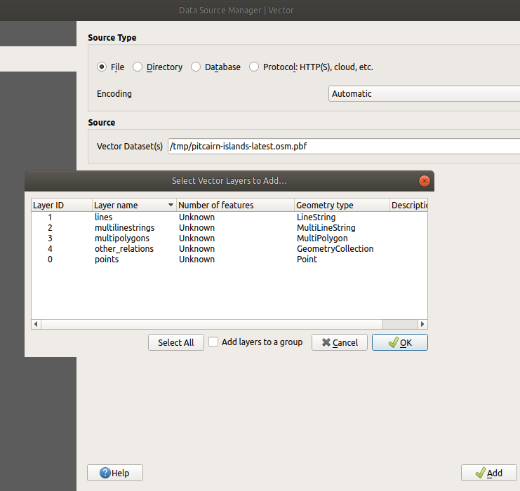 Data Source Manager | Vector
Source Type
File Directory Database Protocol: HTTP(S), cloud, etc.
Encoding Automatic
Source
Vector Dataset(s) /tmp/pitcairn-islands-latest.osm.pbf
Select Vector Layers to Add...
Layer ID Layer name Number of features Geometry type Descripti
1 lines Unknown LineString
2 multilinestrings Unknown MultiLineString
3 multipolygons Unknown MultiPolygon
4 other_relations Unknown GeometryCollection
0 points Unknown Point
Select All Add layers to a group Cancel OK
Help Add